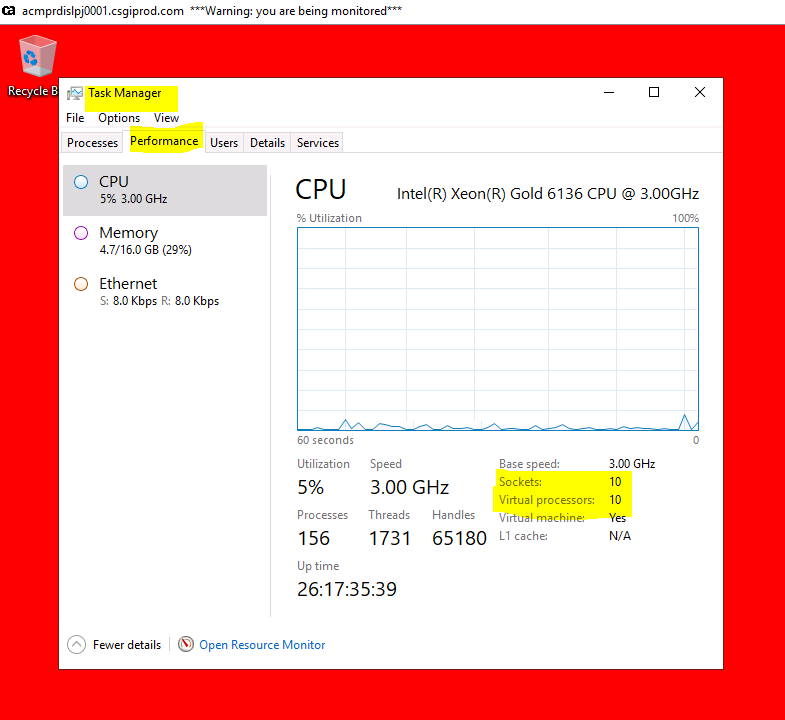 ca acmprdislpj0001.csgiprod.com ***Warning: you are being monitored***
Recycle B
Task Manager
File Options View
Processes Performance Users Details Services
CPU
5% 3.00 GHz
Memory
4.7/16.0 GB (29%)
Ethernet
S: 8.0 Kbps R: 8.0 Kbps
CPU Intel(R) Xeon(R) Gold 6136 CPU @ 3.00GHz
% Utilization 100%
60 seconds 0
Utilization Speed
5% 3.00 GHz
Processes Threads Handles
156 1731 65180
Up time
26:17:35:39
Base speed: 3.00 GHz
Sockets: 10
Virtual processors: 10
Virtual machine: Yes
L1 cache: N/A
Fewer details Open Resource Monitor